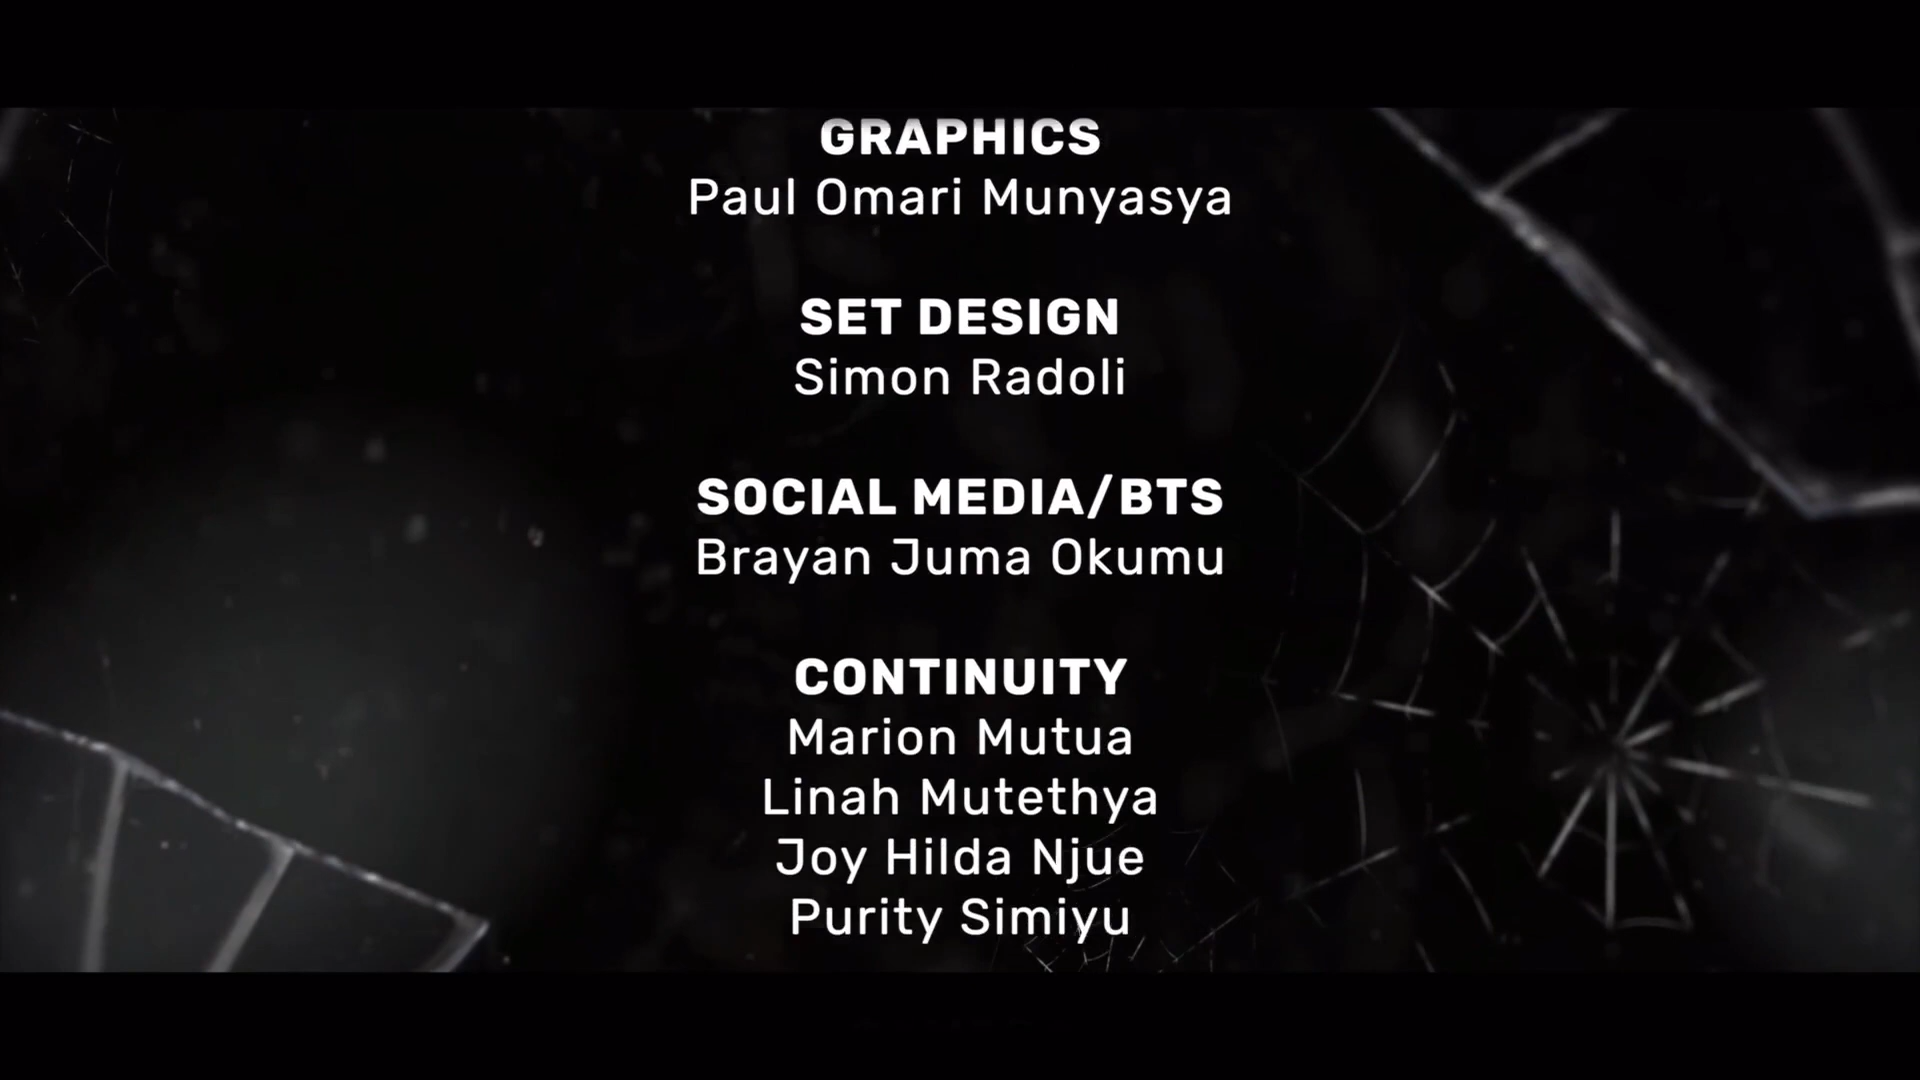 GRAPHICS
Paul Omari Munyasya
SET DESIGN
Simon Radoli
SOCIAL MEDIA/BTS
Brayan Juma Okumu
CONTINUITY
Marion Mutua
Linah Mutethya
Joy Hilda Njue
Purity Simiyu